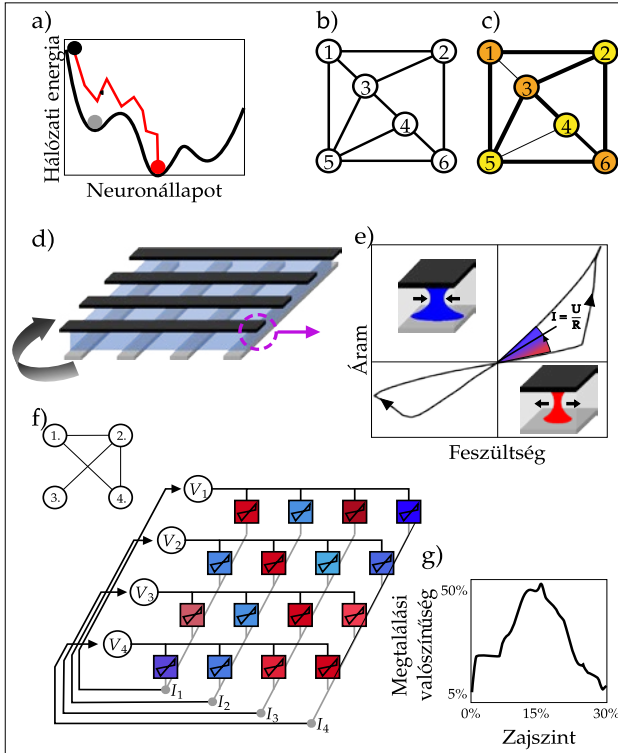 a)
Hálózati energia
Neuronállapot
b)
1
2
3
4
5
6
c)
1
2
3
4
5
6
d)
e)
Áram
I = U/R
Feszültség
f)
1.
2.
3.
4.
V1
V2
V3
V4
I1
I2
I3
I4
g)
Megtalálási
valószínűség
50%
5%
0%
15%
30%
Zajszint